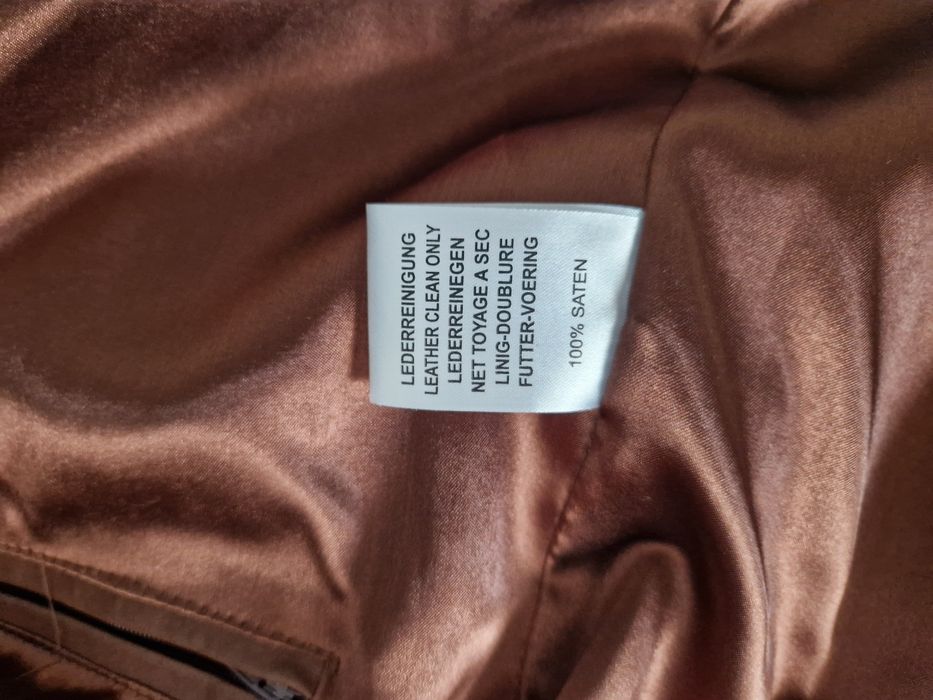 LEDERREINIGUNG
LEATHER CLEAN ONLY
LEDERREINEGEN
NET TOYAGE A SEC
LINIG-DOUBLURE
FUTTER-VOERING
100% SATEN